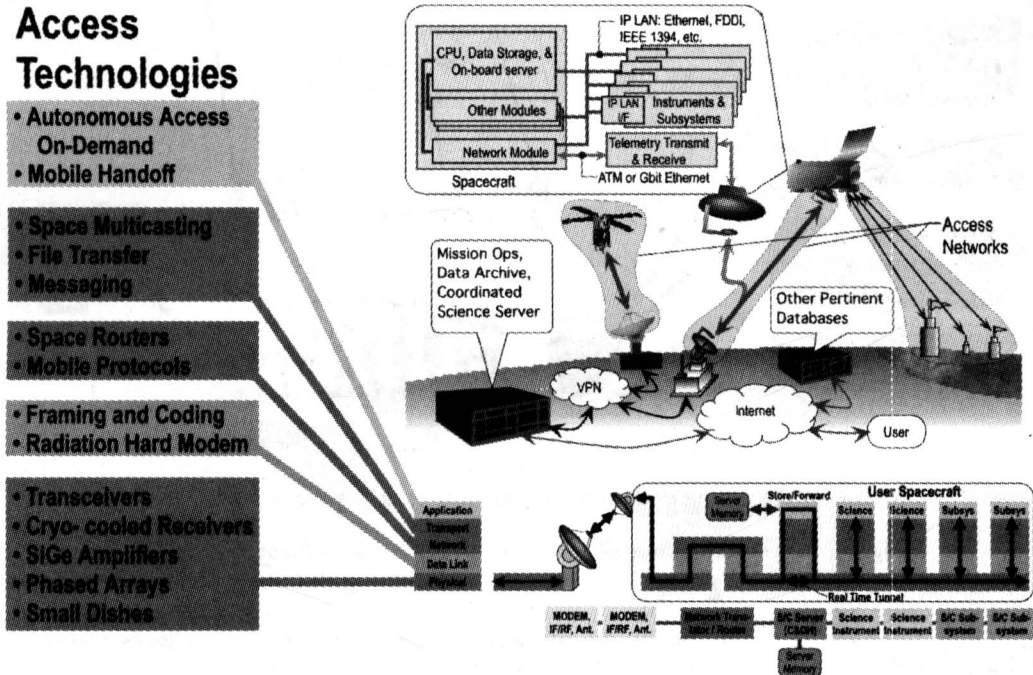 Access
Technologies
• Autonomous Access
On-Demand
• Mobile Handoff
• Space Multicasting
• File Transfer
• Messaging
• Space Routers
• Mobile Protocols
• Framing and Coding
• Radiation Hard Modem
• Transceivers
• Cryo- cooled Receivers
• SIGe Amplifiers
• Phased Arrays
• Small Dishes
IP LAN: Ethernet, FDDI,
IEEE 1394, etc.
CPU, Data Storage, &
On-board server
Other Modules
Network Module
IP LAN
I/F
Instruments &
Subsystems
Telemetry Transmit
& Receive
Spacecraft
ATM or Gbit Ethernet
Access
Networks
Mission Ops,
Data Archive,
Coordinated
Science Server
Other Pertinent
Databases
VPN
Internet
User
Application
Transport
Network
Data Link
Physical
Server
Memory
Store/Forward
User Spacecraft
Science
Science
Subsys
Subsys
Real Time Tunnel
MODEM,
IF/RF, Ant.
MODEM,
IF/RF, Ant.
Network Trans
lator / Router
S/C Server
(C&DH)
Science
Instrument
Science
Instrument
S/C Sub-
system
S/C Sub-
system
Server
Memory